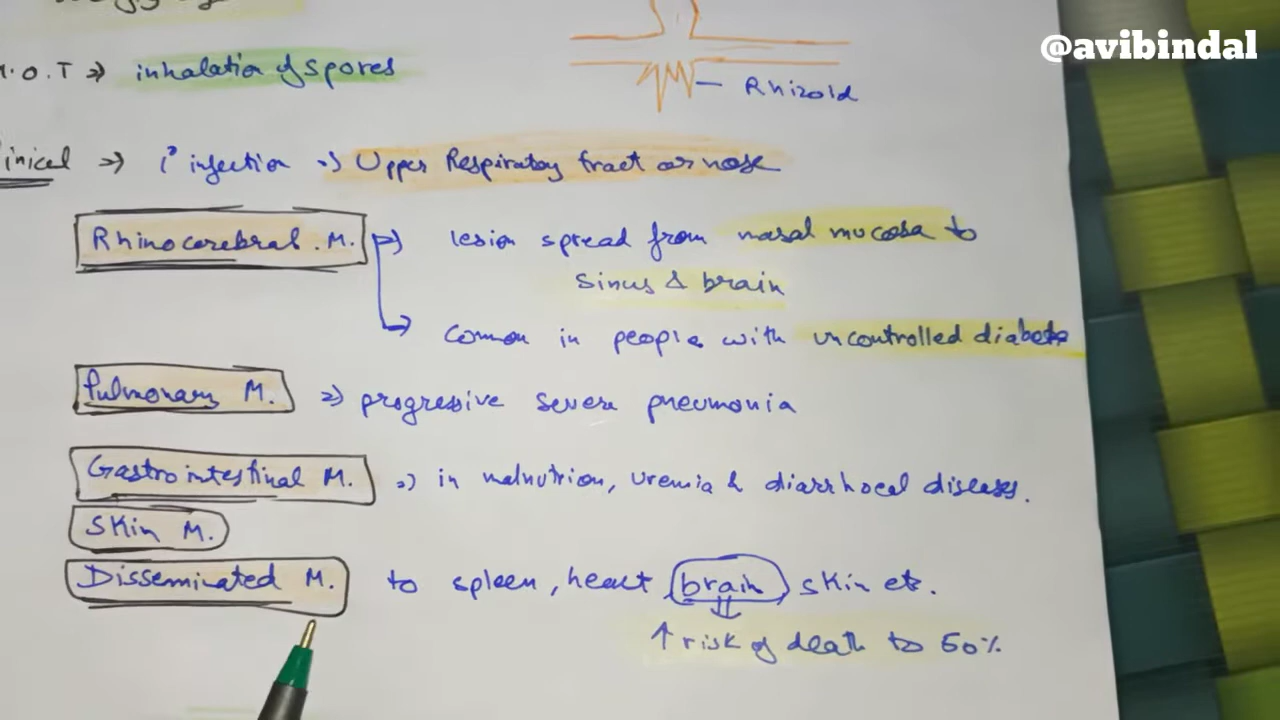 @avibindal
M.O.T => inhalation of spores
Rhizoid
inical => 1° infection => Upper Respiratory tract or nose
Rhinocerebral M. => lesion spread from nasal mucosa to
sinus & brain
-> Common in people with uncontrolled diabetes
Pulmonary M. => progressive severe pneumonia
Gastrointestinal M. => in malnutrion, uremia & diarrhoeal diseases.
Skin M.
Disseminated M. to spleen, heart brain skin etc.
↑ risk of death to 50%